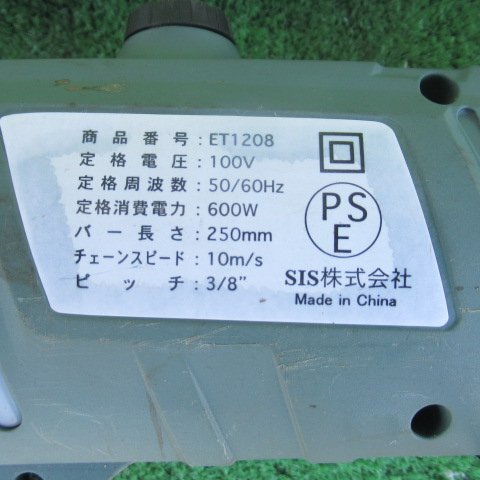 商品番号：ET1208
定格電圧：100V
定格周波数：50/60Hz
定格消費電力：600W
バー長さ：250mm
チェーンスピード：10m/s
ピッチ：3/8”
PS
E
SIS株式会社
Made in China